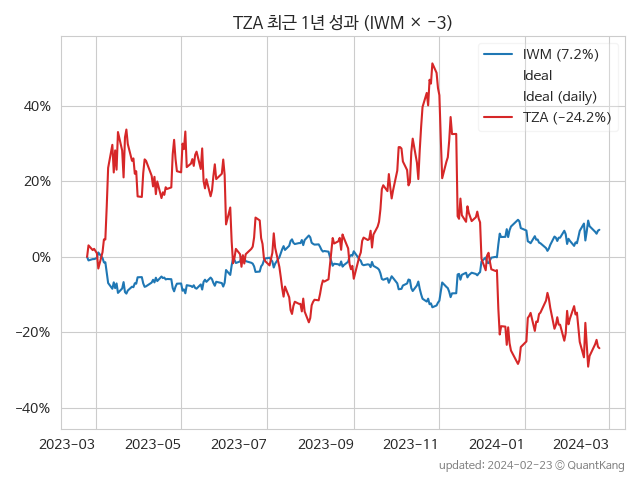 TZA 최근 1년 성과 (IWM × −3)
IWM (7.2%)
Ideal
Ideal (daily)
TZA (−24.2%)
40%
20%
0%
−20%
−40%
2023−03 2023−05 2023−07 2023−09 2023−11 2024−01 2024−03
updated: 2024−02−23 ⓒ QuantKang